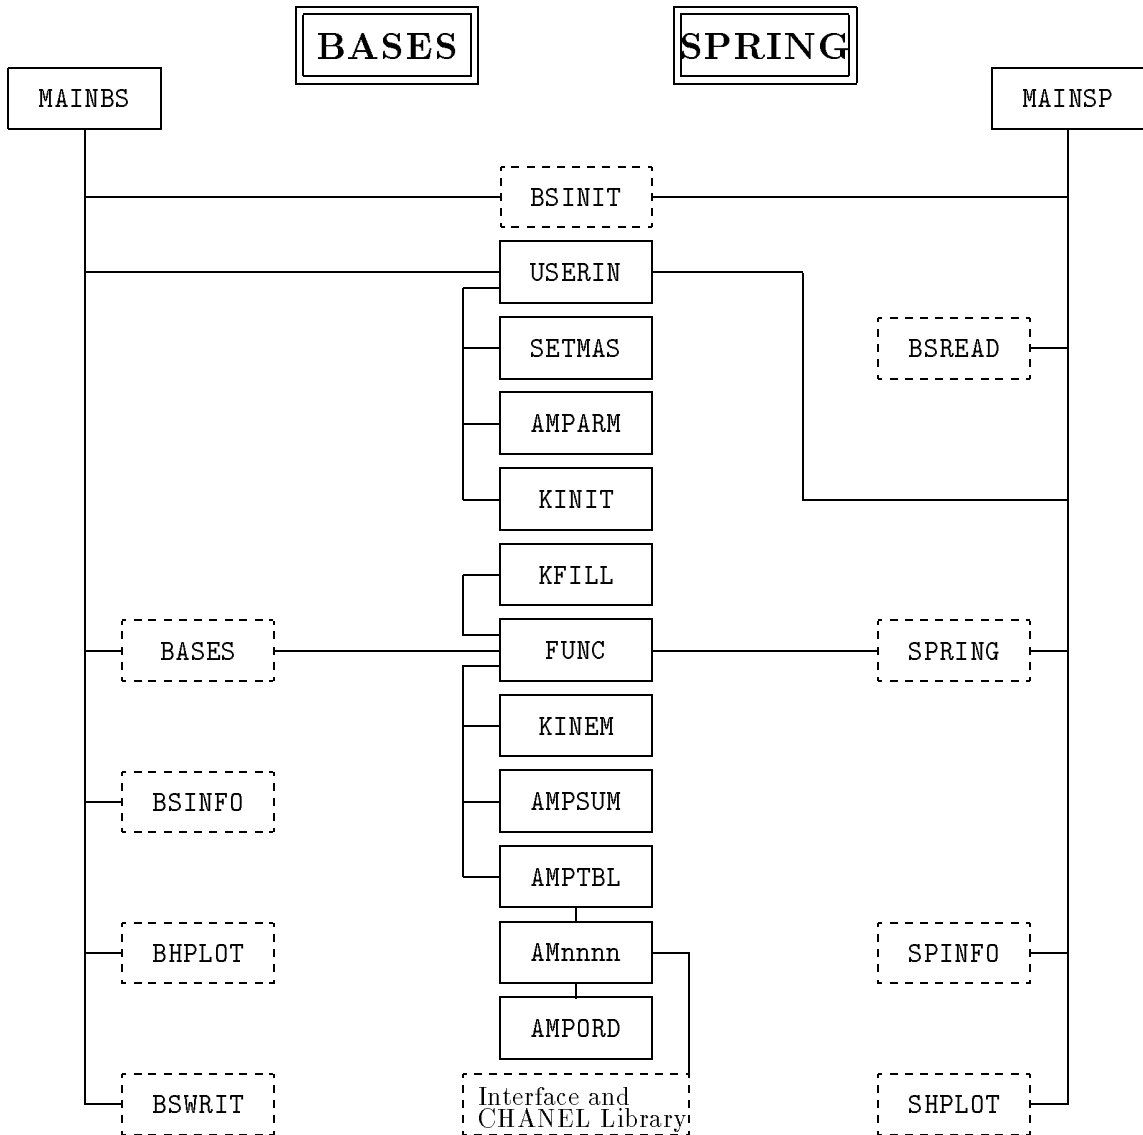 BASES
SPRING
MAINBS
MAINSP
BSINIT
USERIN
SETMAS
BSREAD
AMPARM
KINIT
KFILL
BASES
FUNC
SPRING
KINEM
BSINFO
AMPSUM
AMPTBL
BHPLOT
AMnnnn
SPINFO
AMPORD
BSWRIT
Interface and
CHANEL Library
SHPLOT